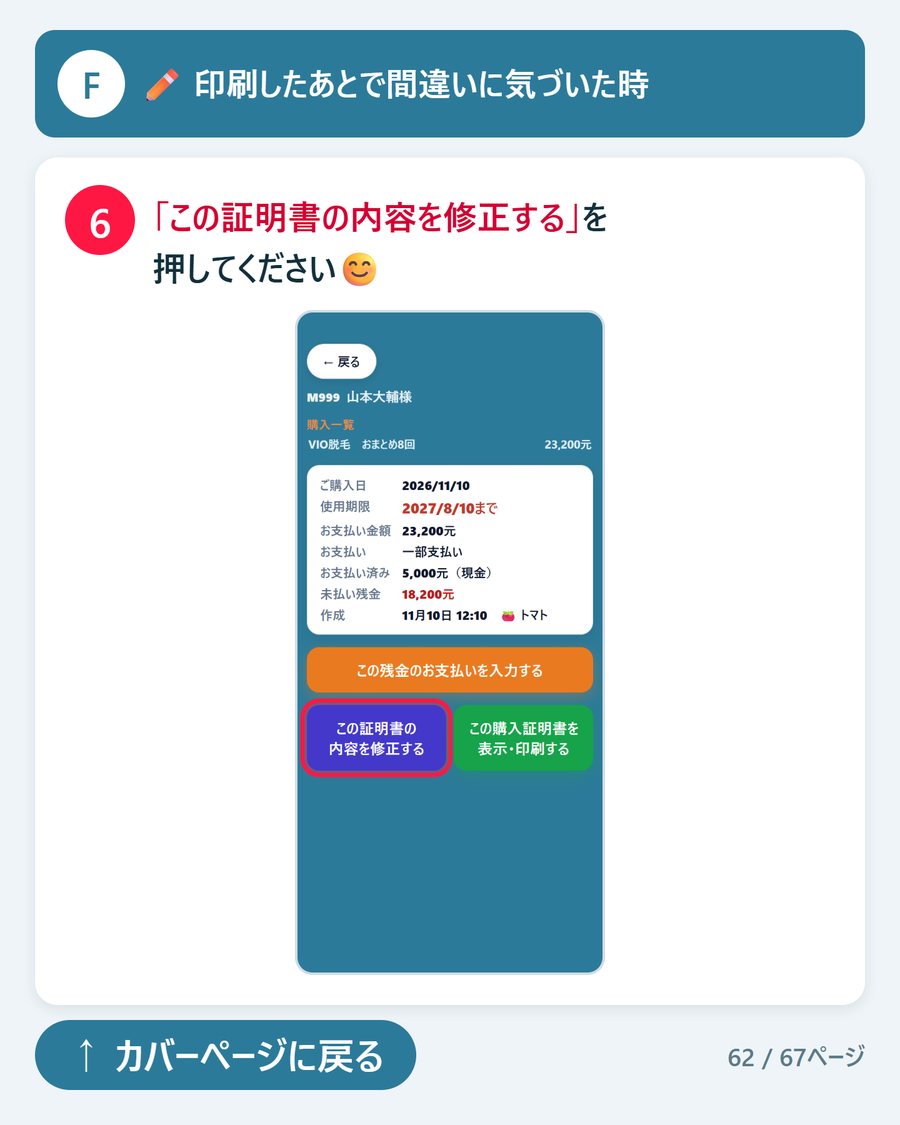 F ✏️ 印刷したあとで間違いに気づいた時
6 「この証明書の内容を修正する」を
押してください😊
← 戻る
M999 山本大輔様
購入一覧
VIO脱毛 おまとめ8回 23,200元
ご購入日 2026/11/10
使用期限 2027/8/10まで
お支払い金額 23,200元
お支払い 一部支払い
お支払い済み 5,000元（現金）
未払い残金 18,200元
作成 11月10日 12:10 🍅 トマト
この残金のお支払いを入力する
この証明書の
内容を修正する
この購入証明書を
表示・印刷する
↑ カバーページに戻る
62 / 67ページ